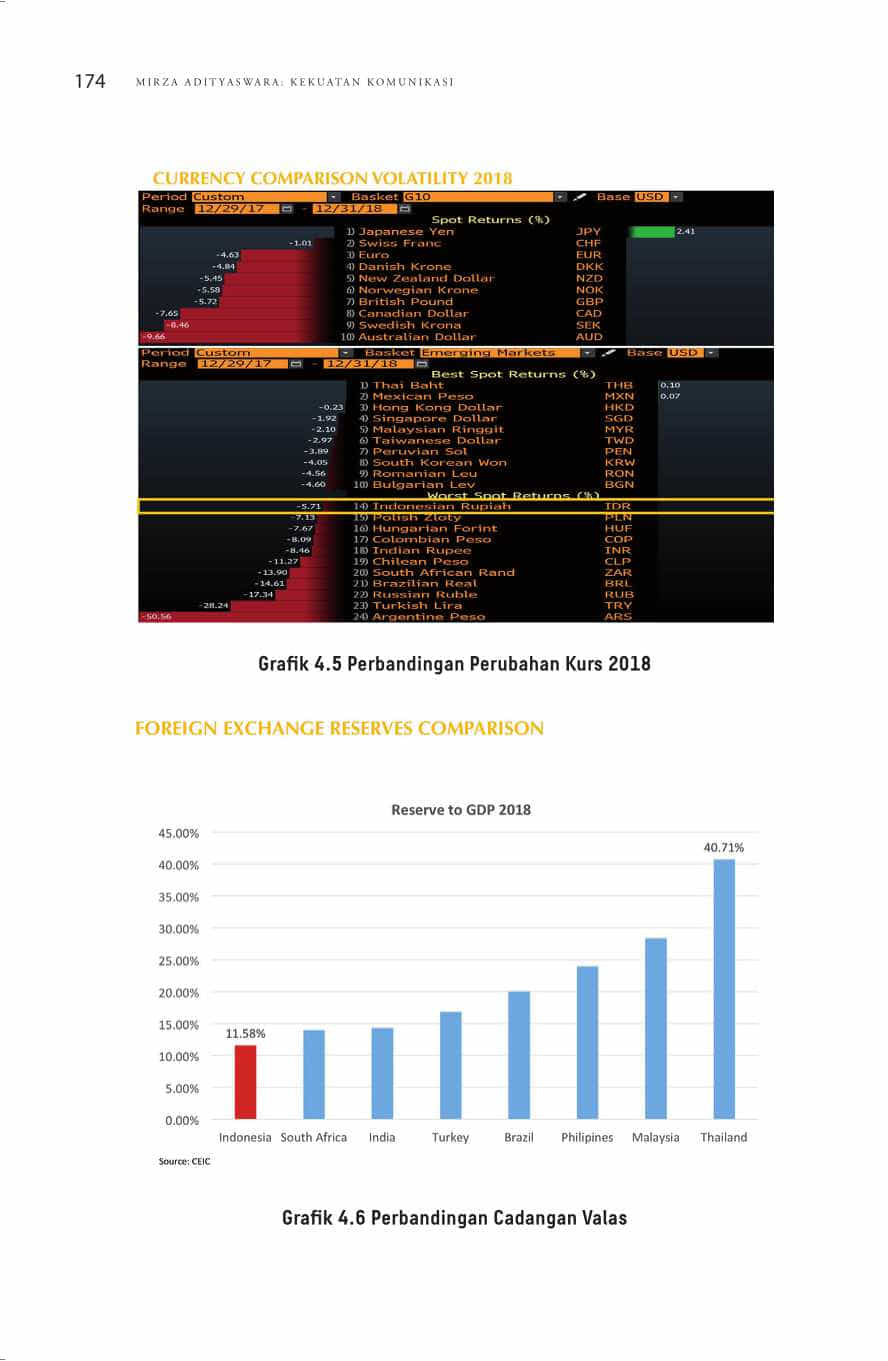 174 MIRZA ADITYASWARA: KEKUATAN KOMUNIKASI
CURRENCY COMPARISON VOLATILITY 2018
Period Custom Basket G10 Base USD
Range 12/29/17 - 12/31/18
Spot Returns (%)
1) Japanese Yen JPY 2.41
-1.01 2) Swiss Franc CHF
-4.63 3) Euro EUR
-4.84 4) Danish Krone DKK
-5.45 5) New Zealand Dollar NZD
-5.58 6) Norwegian Krone NOK
-5.72 7) British Pound GBP
-7.65 8) Canadian Dollar CAD
-8.46 9) Swedish Krona SEK
-9.66 10) Australian Dollar AUD
Period Custom Basket Emerging Markets Base USD
Range 12/29/17 - 12/31/18
Best Spot Returns (%)
1) Thai Baht THB 0.10
2) Mexican Peso MXN 0.07
-0.23 3) Hong Kong Dollar HKD
-1.92 4) Singapore Dollar SGD
-2.10 5) Malaysian Ringgit MYR
-2.97 6) Taiwanese Dollar TWD
-3.89 7) Peruvian Sol PEN
-4.05 8) South Korean Won KRW
-4.56 9) Romanian Leu RON
-4.60 10) Bulgarian Lev BGN
Worst Spot Returns (%)
-5.71 14) Indonesian Rupiah IDR
-7.13 15) Polish Zloty PLN
-7.67 16) Hungarian Forint HUF
-8.09 17) Colombian Peso COP
-8.46 18) Indian Rupee INR
-11.27 19) Chilean Peso CLP
-13.90 20) South African Rand ZAR
-14.61 21) Brazilian Real BRL
-17.34 22) Russian Ruble RUB
-28.24 23) Turkish Lira TRY
-50.56 24) Argentine Peso ARS
Grafik 4.5 Perbandingan Perubahan Kurs 2018
FOREIGN EXCHANGE RESERVES COMPARISON
Reserve to GDP 2018
45.00%
40.71%
40.00%
35.00%
30.00%
25.00%
20.00%
15.00%
11.58%
10.00%
5.00%
0.00%
Indonesia South Africa India Turkey Brazil Philipines Malaysia Thailand
Source: CEIC
Grafik 4.6 Perbandingan Cadangan Valas